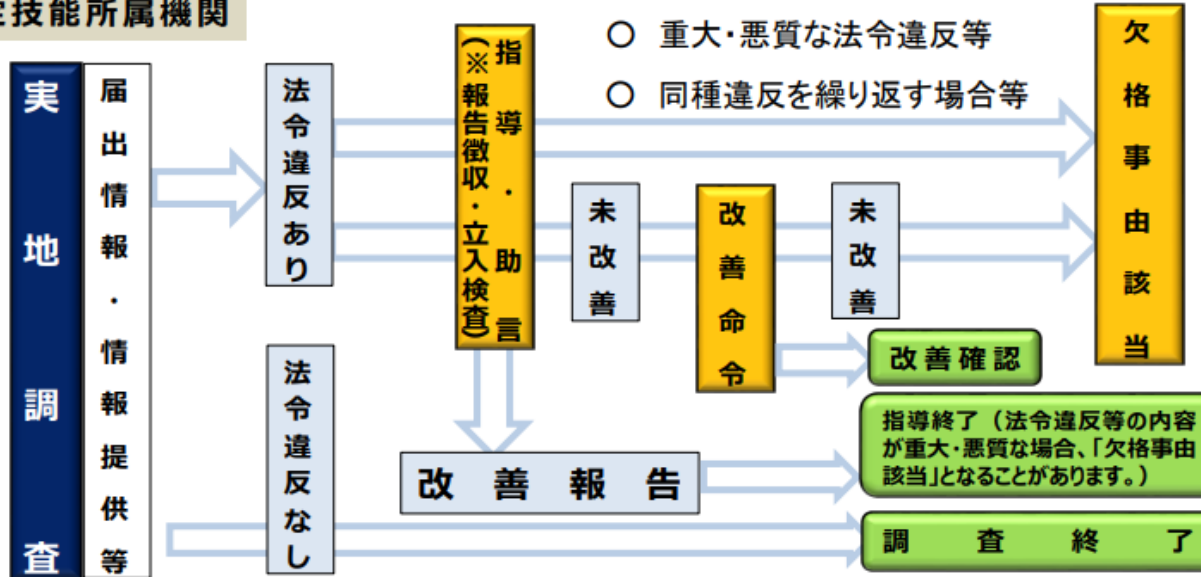 定技能所属機関
実地調査
届出情報・情報提供等
法令違反あり
指導・助言
(※報告徴収・立入検査)
○ 重大・悪質な法令違反等
○ 同種違反を繰り返す場合等
未改善
改善命令
未改善
欠格事由該当
改善確認
法令違反なし
改善報告
指導終了（法令違反等の内容
が重大・悪質な場合、「欠格事由
該当」となることがあります。）
調査終了